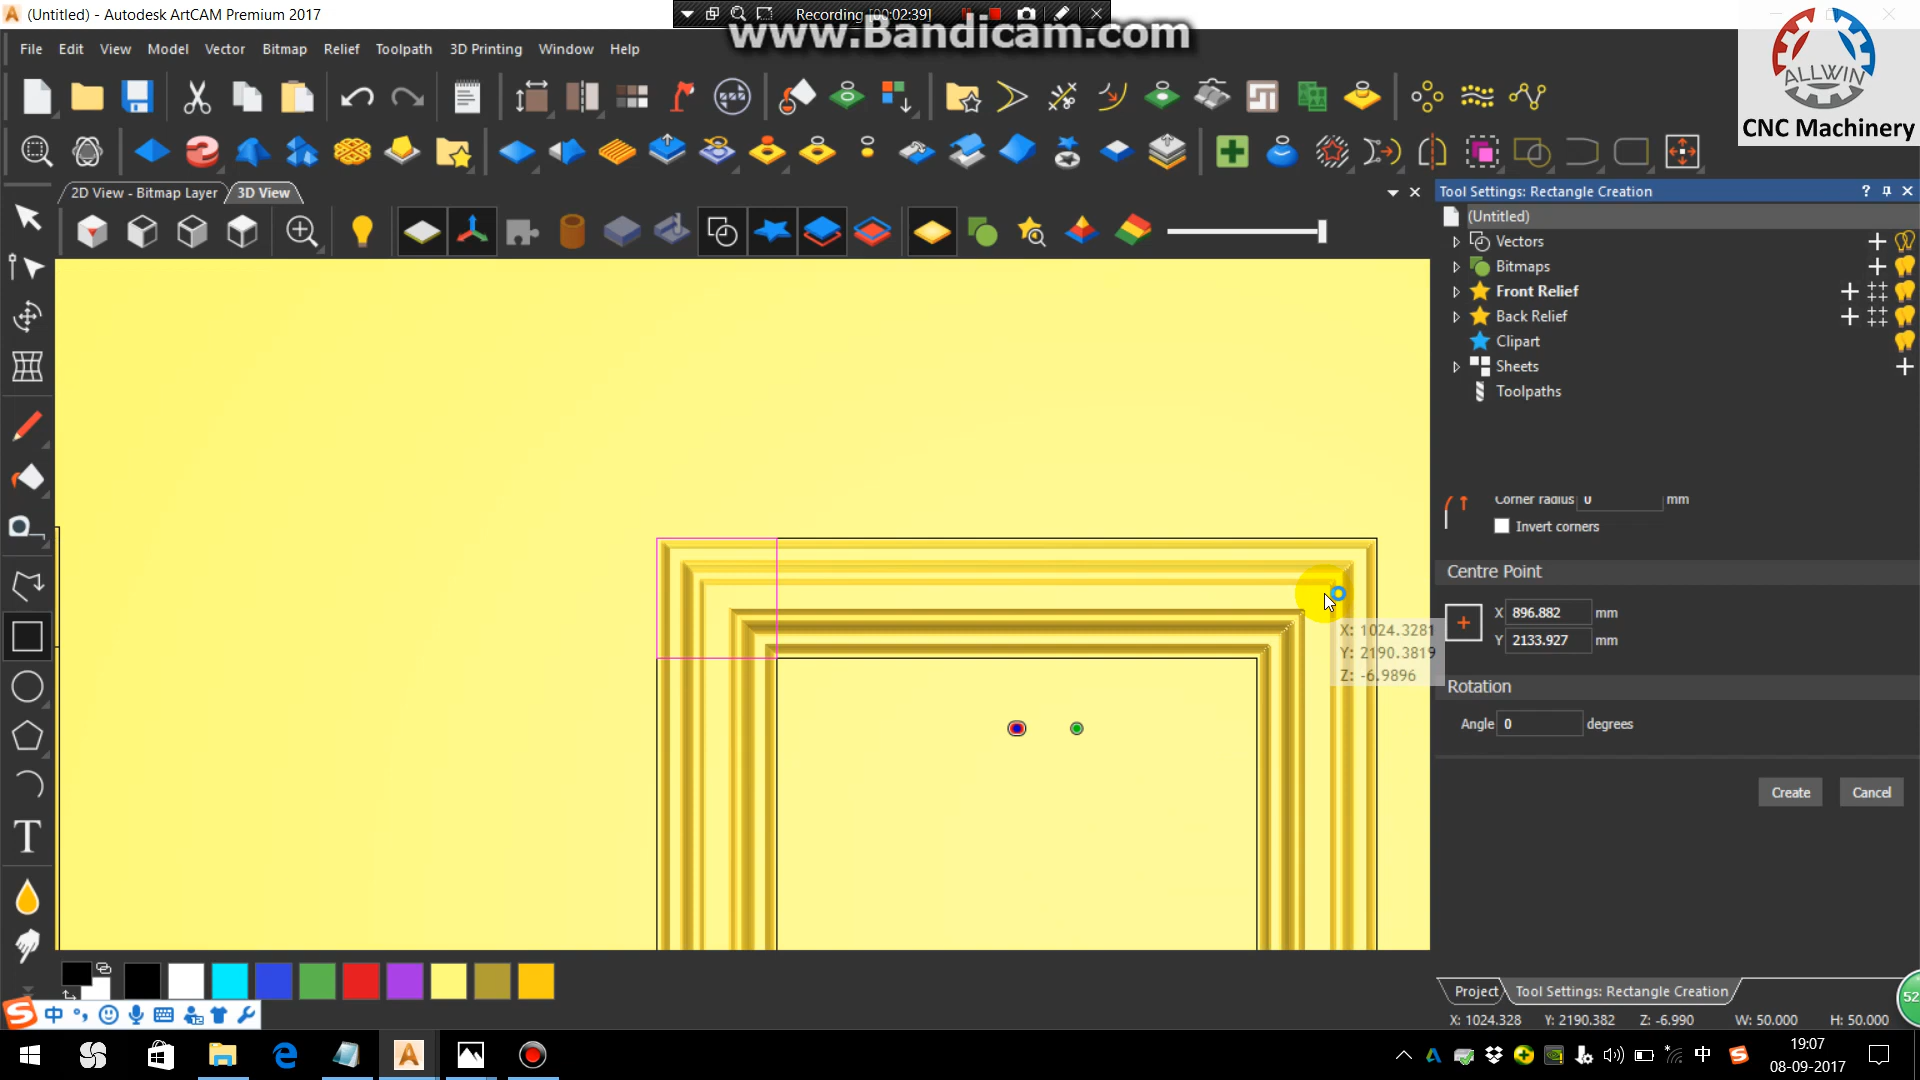 (Untitled) - Autodesk ArtCAM Premium 2017
Recording [00:02:39]
www.Bandicam.com
File Edit View Model Vector Bitmap Relief Toolpath 3D Printing Window Help
ALLWIN
CNC Machinery
2D View - Bitmap Layer 3D View
Tool Settings: Rectangle Creation
(Untitled)
Vectors
Bitmaps
Front Relief
Back Relief
Clipart
Sheets
Toolpaths
Corner radius 0 mm
Invert corners
Centre Point
X 896.882 mm
Y 2133.927 mm
Rotation
Angle 0 degrees
Create Cancel
X: 1024.3281
Y: 2190.3819
Z: -6.9896
T
Project Tool Settings: Rectangle Creation
X: 1024.328 Y: 2190.382 Z: -6.990 W: 50.000 H: 50.000
52
中
中
19:07
08-09-2017